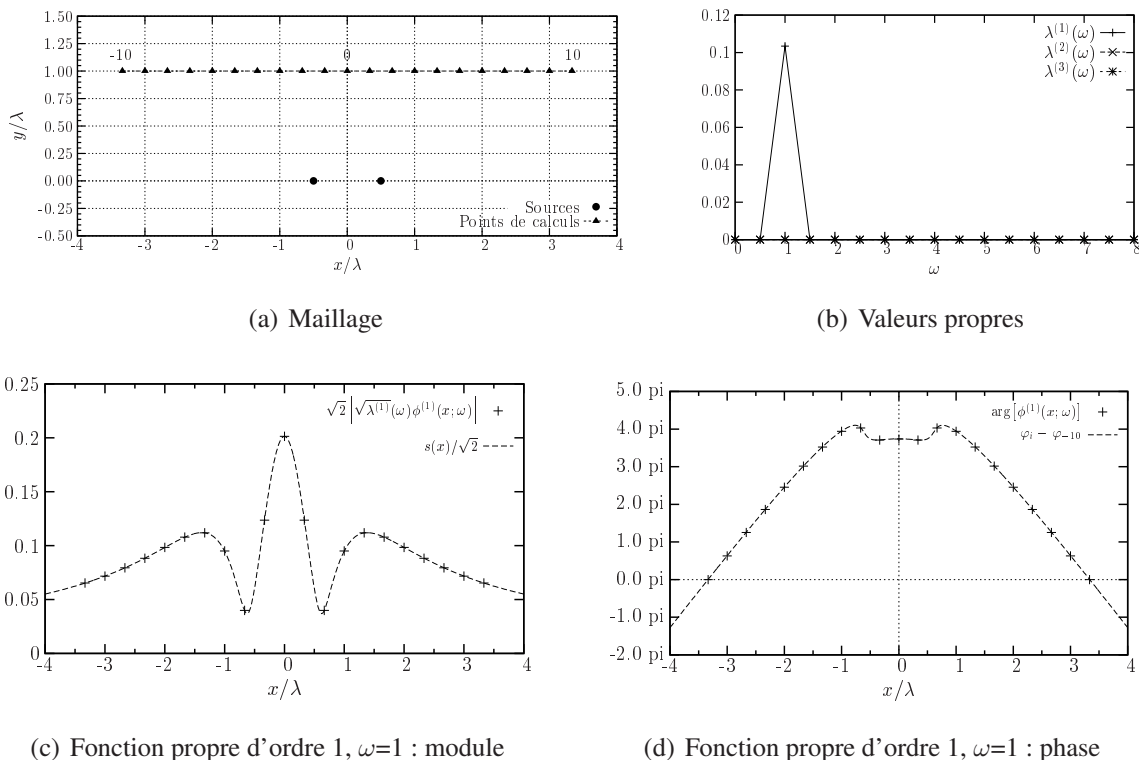 1.50
1.25
1.00
0.75
0.50
0.25
0.00
-0.25
-0.50
y/λ
-10
0
10
Sources
Points de calculs
-4 -3 -2 -1 0 1 2 3 4
x/λ
(a) Maillage
0.12
0.1
0.08
0.06
0.04
0.02
0
λ⁽¹⁾(ω)
λ⁽²⁾(ω)
λ⁽³⁾(ω)
0 1 2 3 4 5 6 7 8
ω
(b) Valeurs propres
0.25
0.2
0.15
0.1
0.05
0
√2 |√λ⁽¹⁾(ω)φ⁽¹⁾(x;ω)|
s(x)/√2
-4 -3 -2 -1 0 1 2 3 4
x/λ
(c) Fonction propre d'ordre 1, ω=1 : module
5.0 pi
4.0 pi
3.0 pi
2.0 pi
1.0 pi
0.0 pi
-1.0 pi
-2.0 pi
arg[φ⁽¹⁾(x;ω)]
φᵢ − φ₋₁₀
-4 -3 -2 -1 0 1 2 3 4
x/λ
(d) Fonction propre d'ordre 1, ω=1 : phase